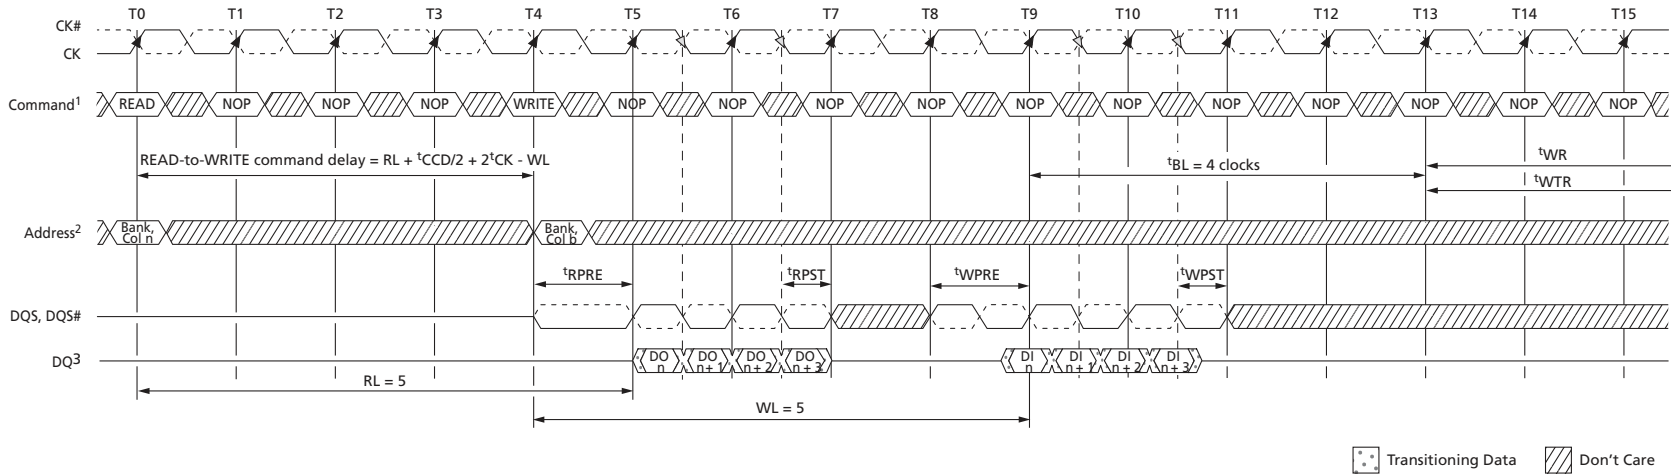 T0 T1 T2 T3 T4 T5 T6 T7 T8 T9 T10 T11 T12 T13 T14 T15
CK#
CK
Command1 READ NOP NOP NOP WRITE NOP NOP NOP NOP NOP NOP NOP NOP NOP NOP NOP
READ-to-WRITE command delay = RL + tCCD/2 + 2tCK - WL
tBL = 4 clocks
tWR
tWTR
Address2 Bank, Col n Bank, Col b
tRPRE tRPST tWPRE tWPST
DQS, DQS#
DQ3 DO n DO n + 1 DO n + 2 DO n + 3 DI n DI n + 1 DI n + 2 DI n + 3
RL = 5
WL = 5
Transitioning Data Don't Care